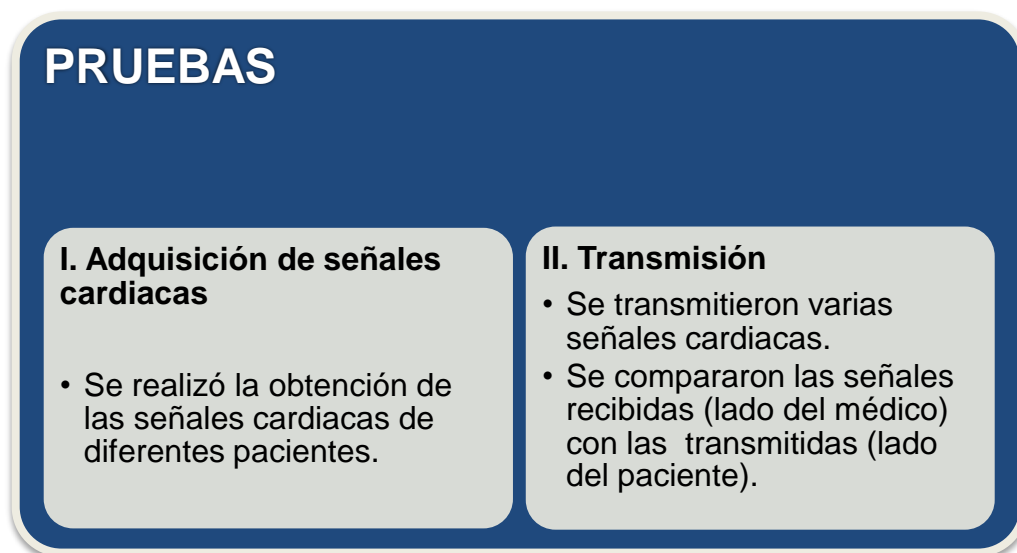 PRUEBAS
I. Adquisición de señales
cardiacas
• Se realizó la obtención de
las señales cardiacas de
diferentes pacientes.
II. Transmisión
• Se transmitieron varias
señales cardiacas.
• Se compararon las señales
recibidas (lado del médico)
con las  transmitidas (lado
del paciente).